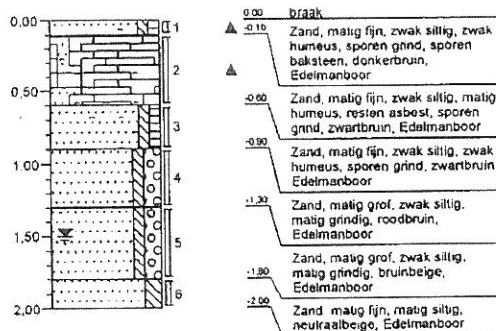 0,00
0,50
1,00
1,50
2,00
1
2
3
4
5
6
0,00 braak
-0.10 Zand, matig fijn, zwak siltig, zwak
humeus, sporen grind, sporen
baksteen, donkerbruin,
Edelmanboor
-0.60 Zand, matig fijn, zwak siltig, matig
humeus, resten asbest, sporen
grind, zwartbruin, Edelmanboor
-0.90 Zand, matig fijn, zwak siltig, zwak
humeus, sporen grind, zwartbruin
Edelmanboor
-1,30 Zand, matig grof, zwak siltig,
matig grindig, roodbruin,
Edelmanboor
-1,80 Zand, matig grof, zwak siltig,
matig grindig, bruinbeige,
Edelmanboor
-2,00 Zand, matig fijn, matig siltig,
neutraalbeige, Edelmanboor